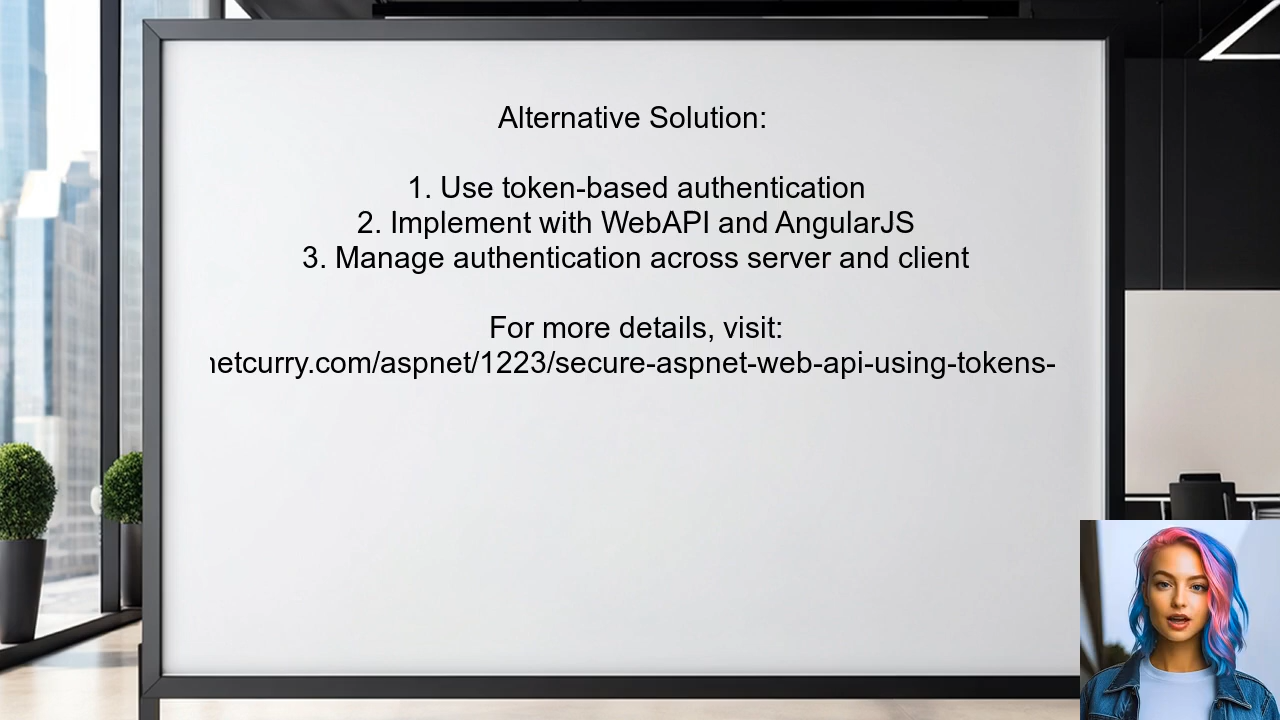 Alternative Solution:
1. Use token-based authentication
2. Implement with WebAPI and AngularJS
3. Manage authentication across server and client
For more details, visit:
netcurry.com/aspnet/1223/secure-aspnet-web-api-using-tokens-